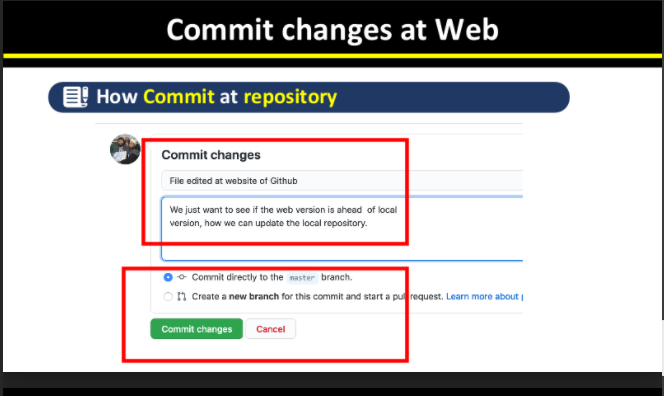 Commit changes at Web
How Commit at repository
Commit changes
File edited at website of Github
We just want to see if the web version is ahead of local
version, how we can update the local repository.
Commit directly to the master branch.
Create a new branch for this commit and start a pull request. Learn more about
Commit changes Cancel